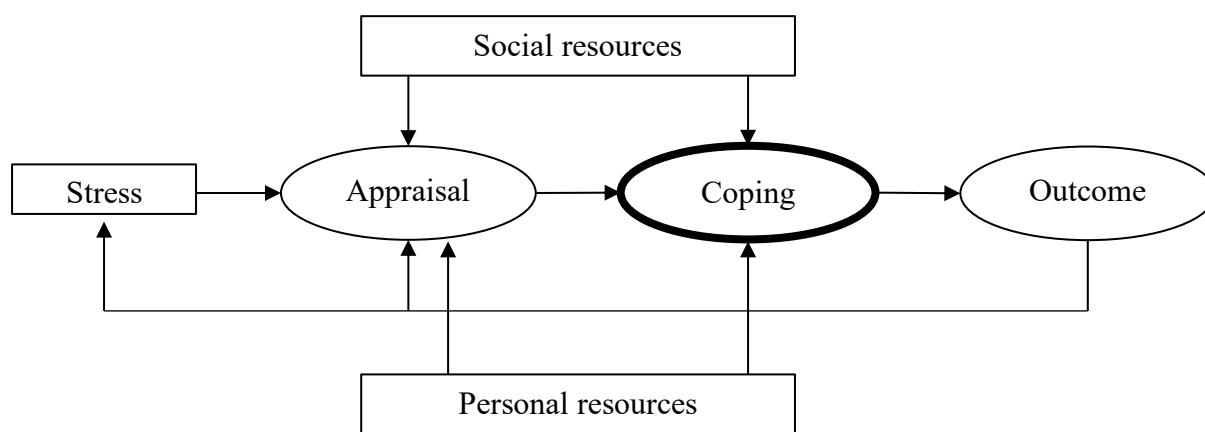 Social resources
Stress
Appraisal
Coping
Outcome
Personal resources